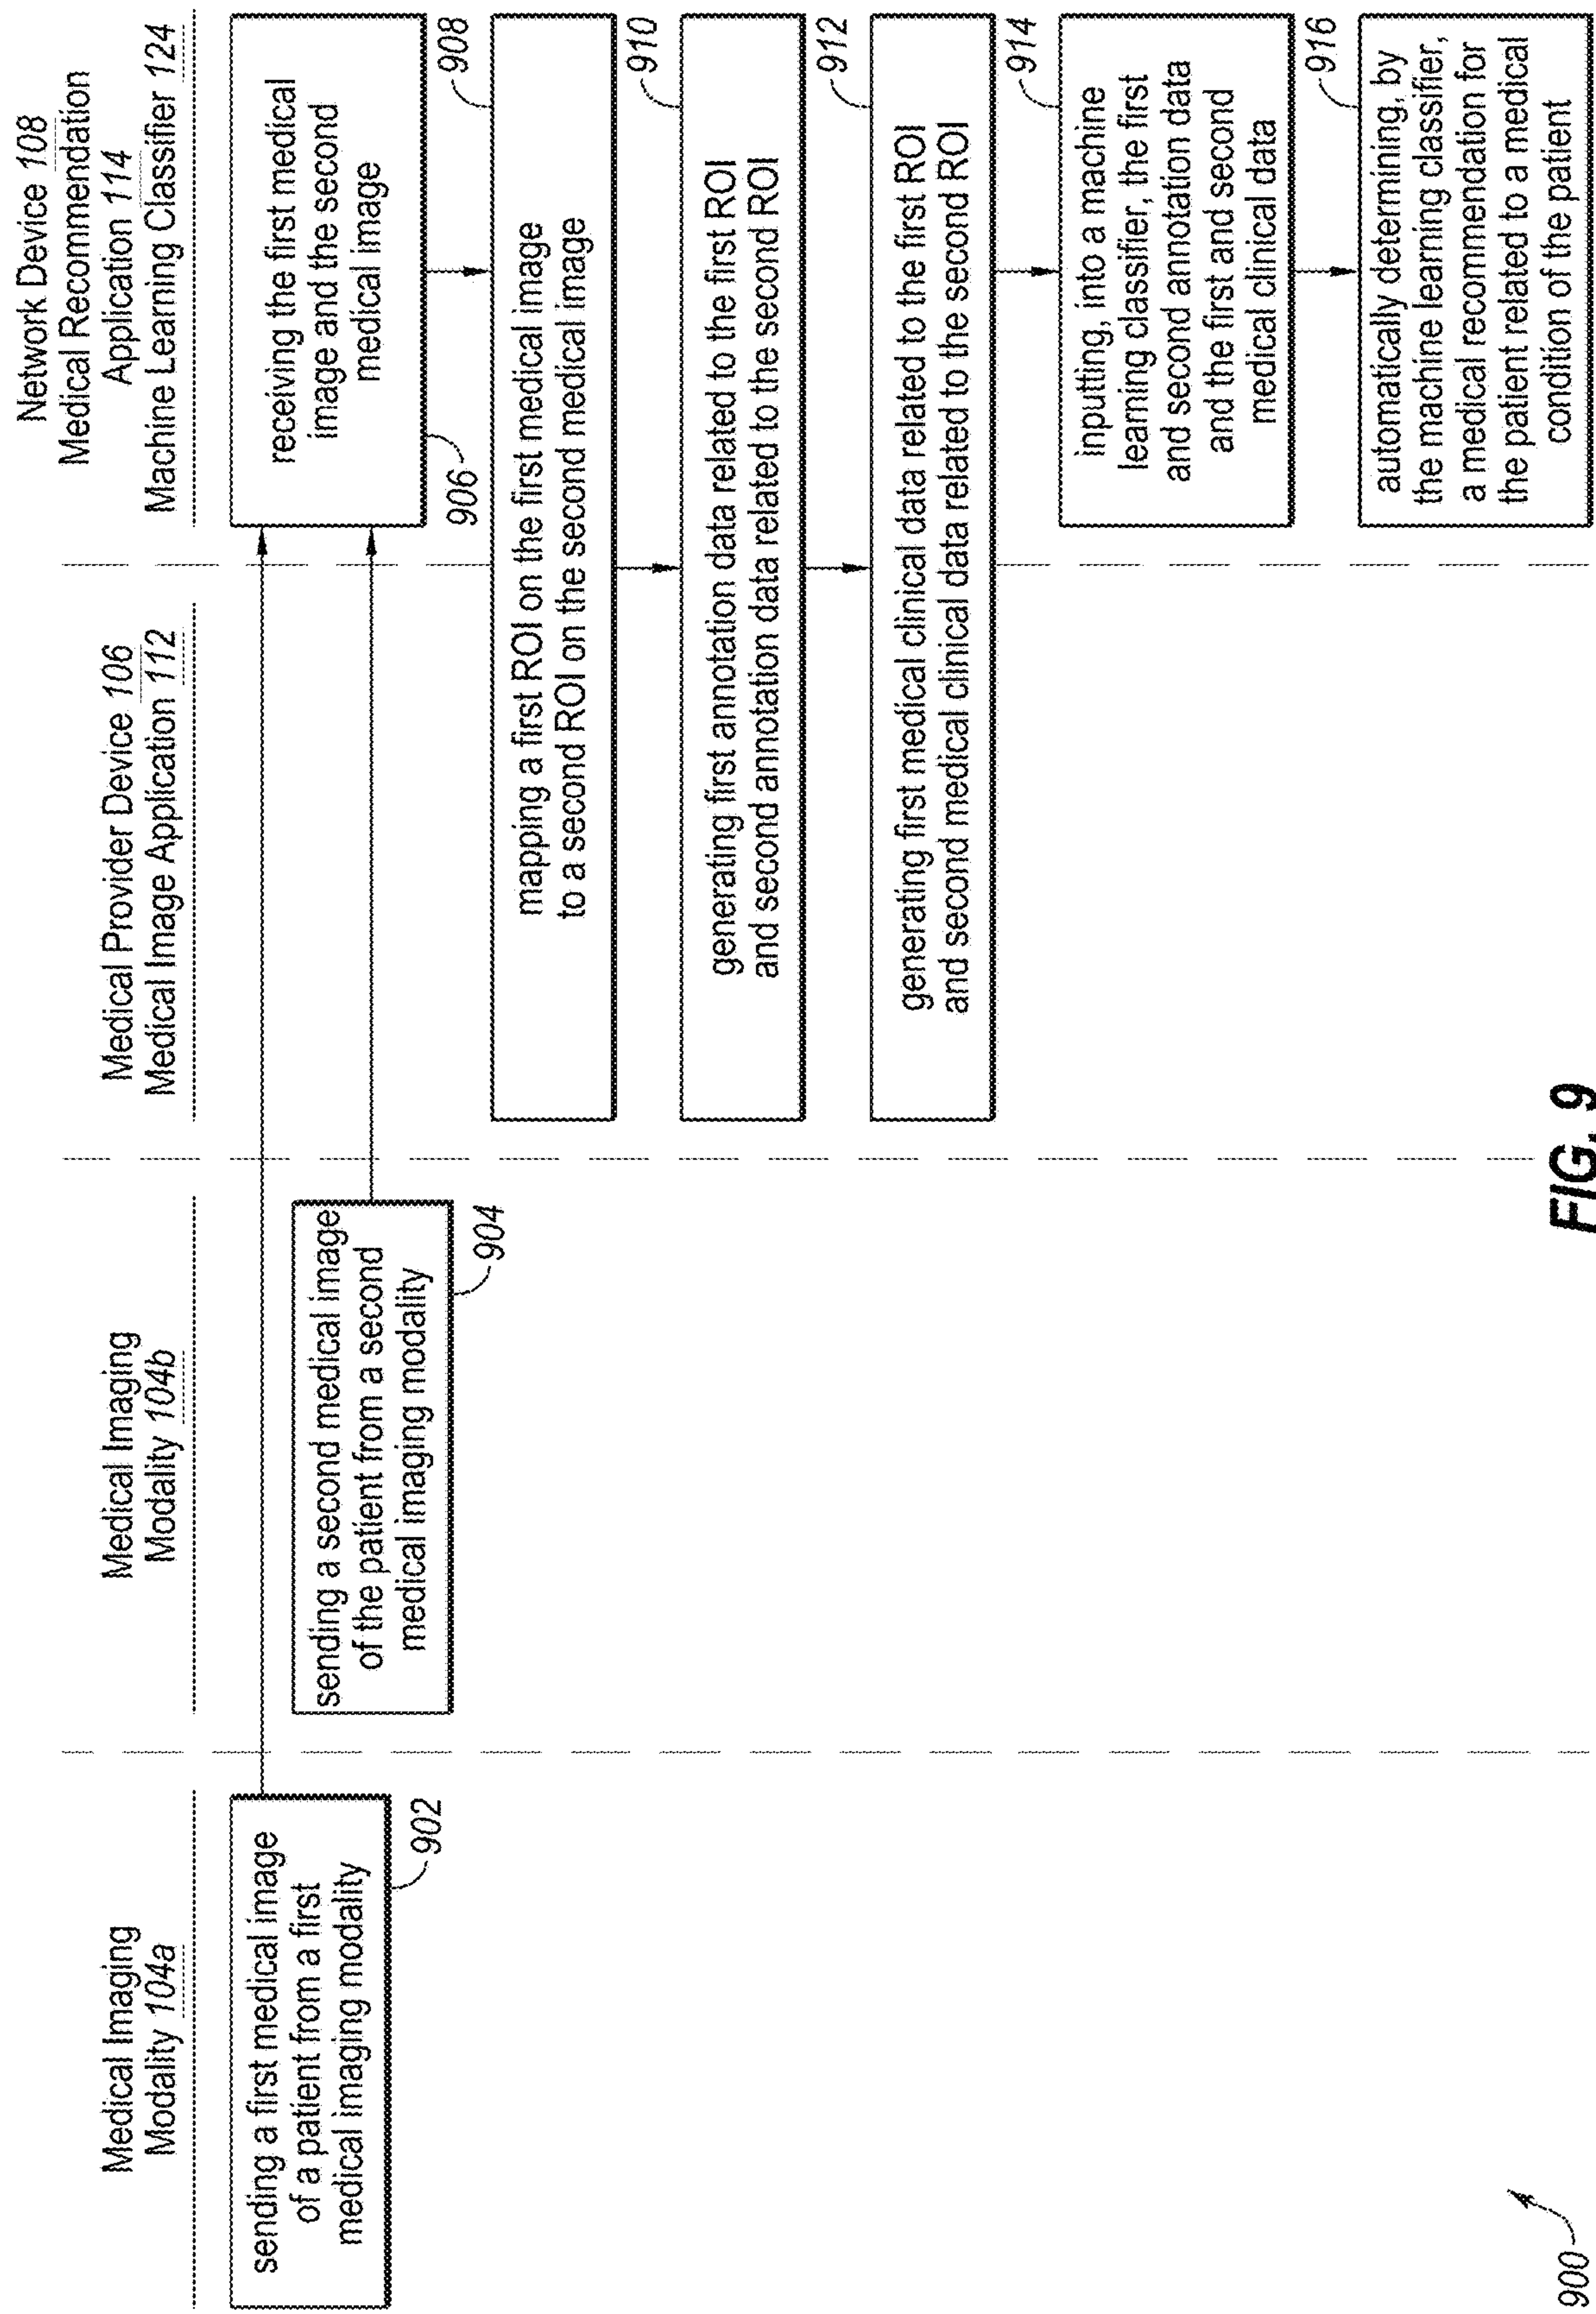 Medical Imaging
Modality 104a
Medical Imaging
Modality 104b
Medical Provider Device 106
Medical Image Application 112
Network Device 108
Medical Recommendation
Application 114
Machine Learning Classifier 124
sending a first medical image
of a patient from a first
medical imaging modality
902
sending a second medical image
of the patient from a second
medical imaging modality
904
receiving the first medical
image and the second
medical image
906
mapping a first ROI on the first medical image
to a second ROI on the second medical image
908
generating first annotation data related to the first ROI
and second annotation data related to the second ROI
910
generating first medical clinical data related to the first ROI
and second medical clinical data related to the second ROI
912
inputting, into a machine
learning classifier, the first
and second annotation data
and the first and second
medical clinical data
914
automatically determining, by
the machine learning classifier,
a medical recommendation for
the patient related to a medical
condition of the patient
916
900
FIG. 9